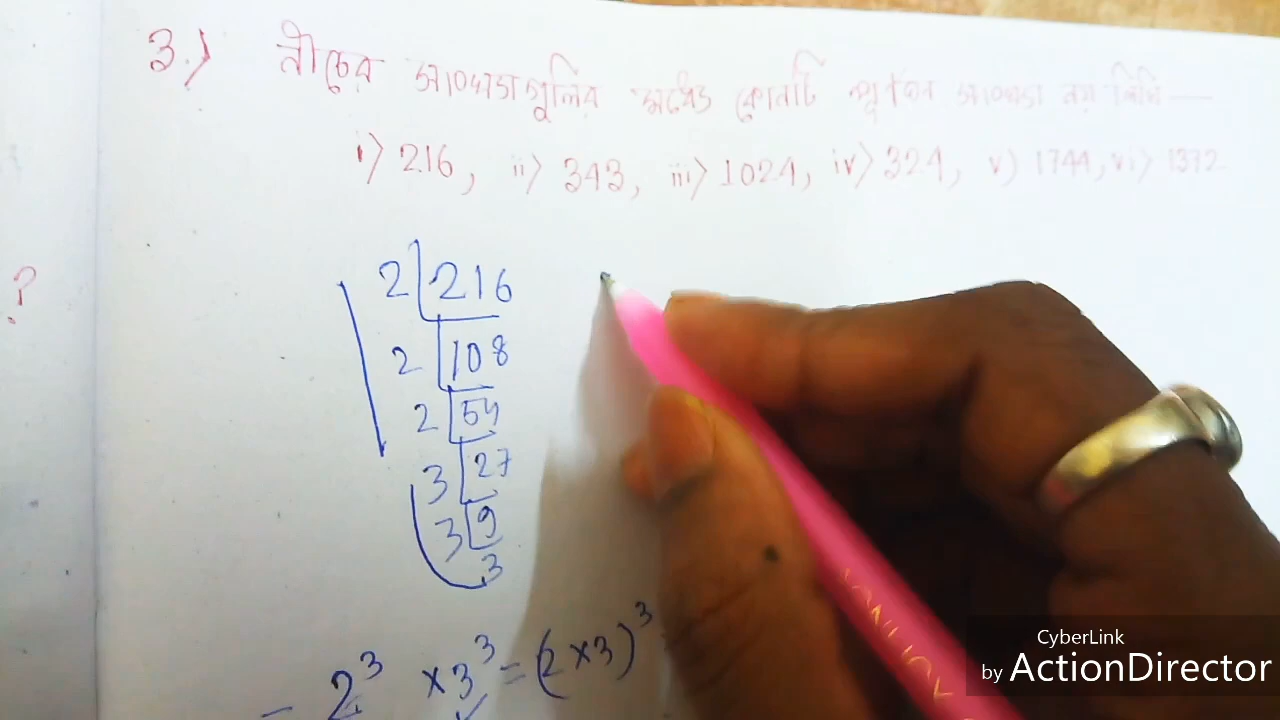 3.) নীচের সংখ্যাগুলির মধ্যে কোনটি পূর্ণঘন সংখ্যা নয় লিখি —
i) 216, ii) 343, iii) 1024, iv) 324, v) 1744, vi) 1372
?
2 216
2 108
2 54
3 27
3 9
3
= 2³ × 3³ = (2 × 3)³
CyberLink
by ActionDirector